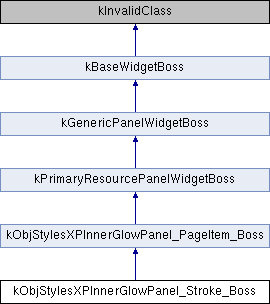 kInvalidClass
kBaseWidgetBoss
kGenericPanelWidgetBoss
kPrimaryResourcePanelWidgetBoss
kObjStylesXPInnerGlowPanel_PageItem_Boss
kObjStylesXPInnerGlowPanel_Stroke_Boss